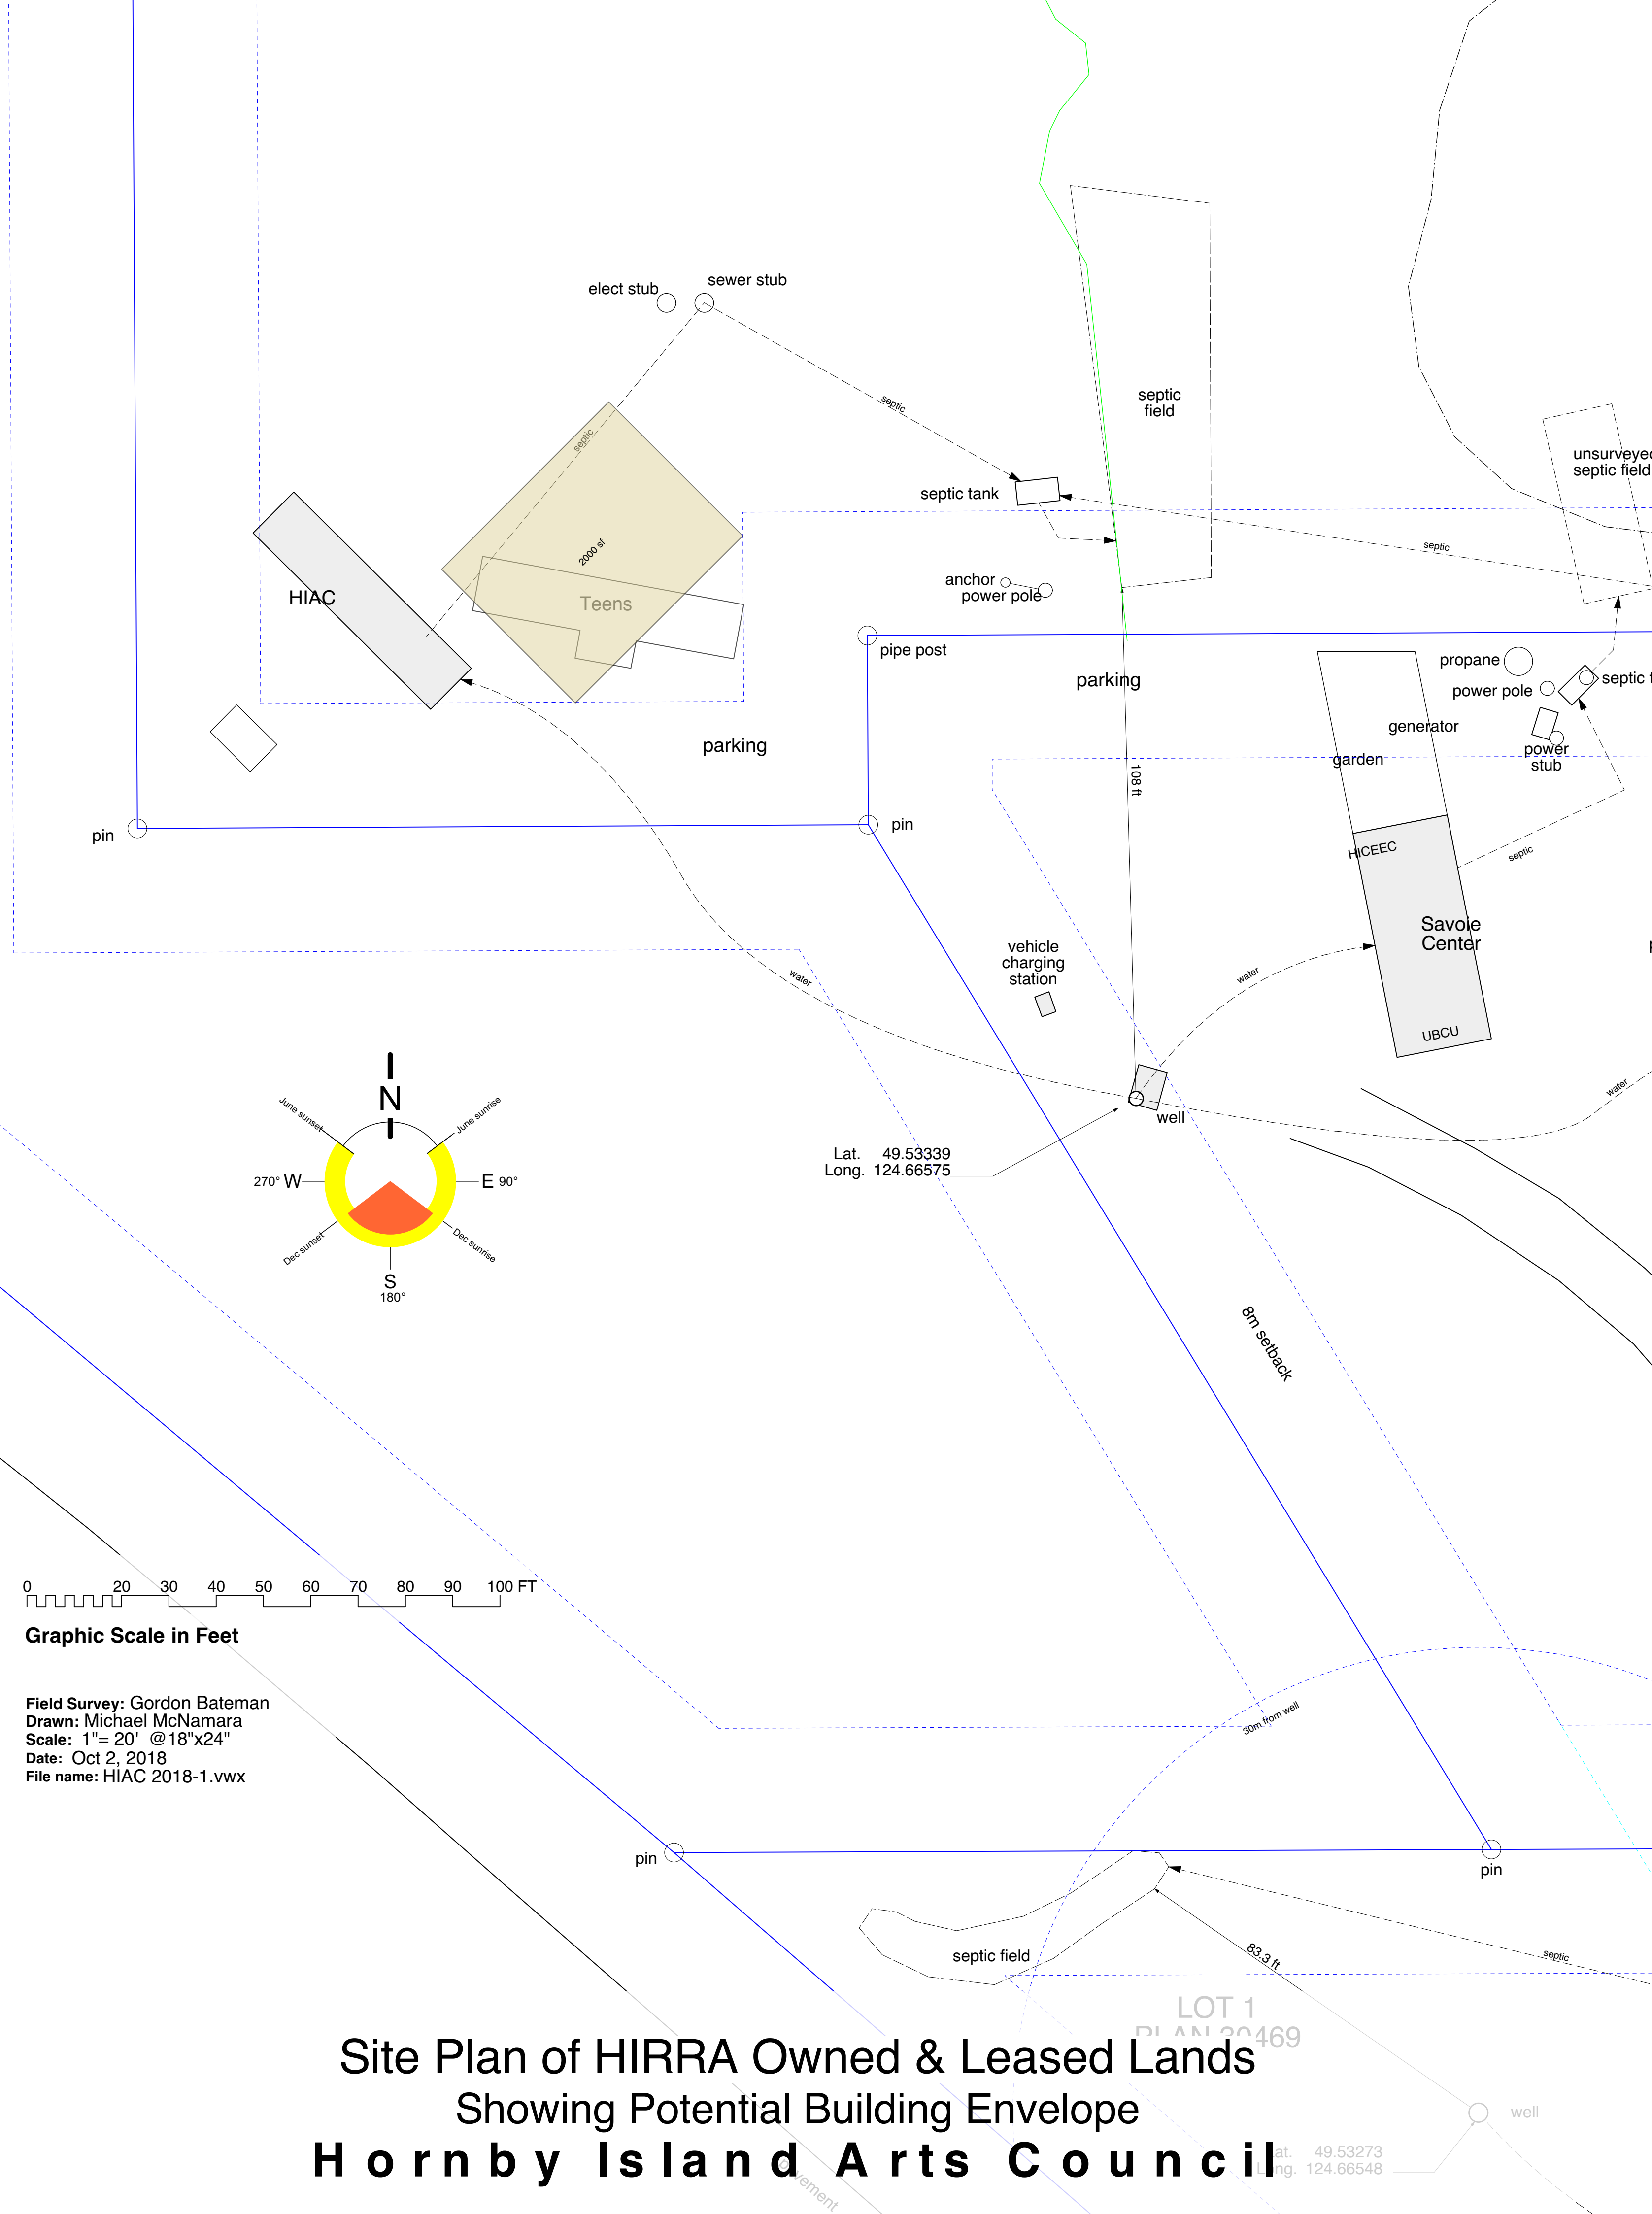 elect stub
sewer stub
septic
septic
field
septic
unsurveyed
septic field
septic tank
septic
2000 sf
anchor
power pole
HIAC
Teens
pipe post
propane
parking
septic t
power pole
generator
parking
power
stub
garden
108 ft
pin
pin
HICEEC
septic
Savoie
Center
vehicle
charging
station
water
water
UBCU
water
well
N
June sunset
June sunrise
270° W
E 90°
Dec sunset
Dec sunrise
S
180°
Lat. 49.53339
Long. 124.66575
8m setback
0 20 30 40 50 60 70 80 90 100 FT
Graphic Scale in Feet
Field Survey: Gordon Bateman
Drawn: Michael McNamara
Scale: 1"= 20' @18"x24"
Date: Oct 2, 2018
File name: HIAC 2018-1.vwx
30m from well
pin
pin
septic field
83.3 ft
septic
LOT 1
PLAN 30469
Site Plan of HIRRA Owned & Leased Lands
Showing Potential Building Envelope
Hornby Island Arts Council
well
Lat. 49.53273
Long. 124.66548